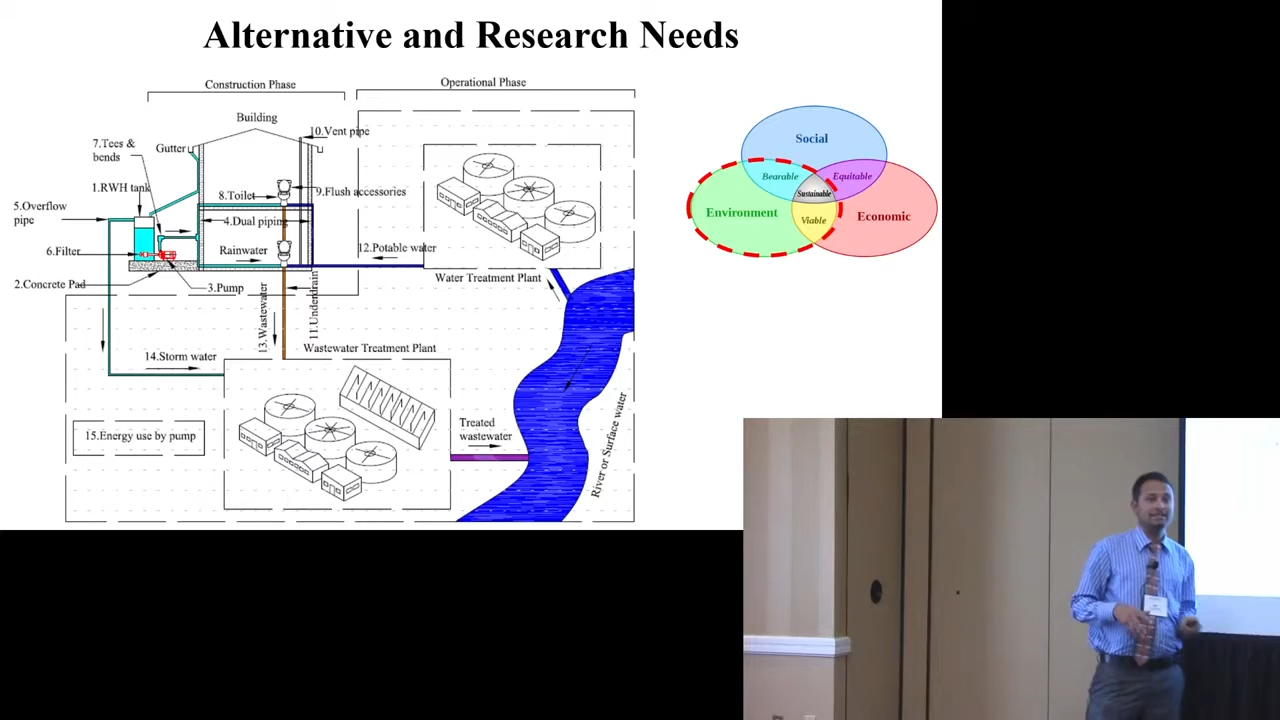 Alternative and Research Needs
Construction Phase
Operational Phase
Building
10.Vent pipe
7.Tees &
bends
Gutter
1.RWH tank
8.Toilet
9.Flush accessories
5.Overflow
pipe
4.Dual piping
6.Filter
Rainwater
12.Potable water
2.Concrete Pad
3.Pump
Water Treatment Plant
13.Wastewater
11.Underdrain
Wastewater Treatment Plant
14.Storm water
15.Energy use by pump
Treated
wastewater
River or Surface water
Social
Bearable
Equitable
Sustainable
Environment
Viable
Economic